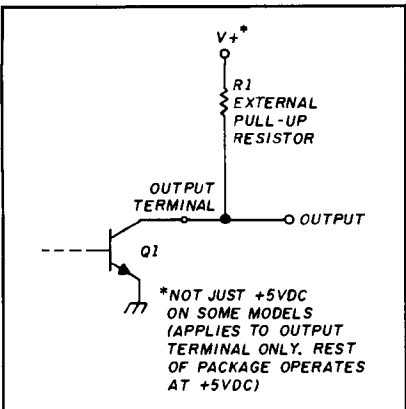 V+*
R1
EXTERNAL
PULL-UP
RESISTOR
OUTPUT
TERMINAL
OUTPUT
Q1
*NOT JUST +5VDC
ON SOME MODELS
(APPLIES TO OUTPUT
TERMINAL ONLY. REST
OF PACKAGE OPERATES
AT +5VDC)